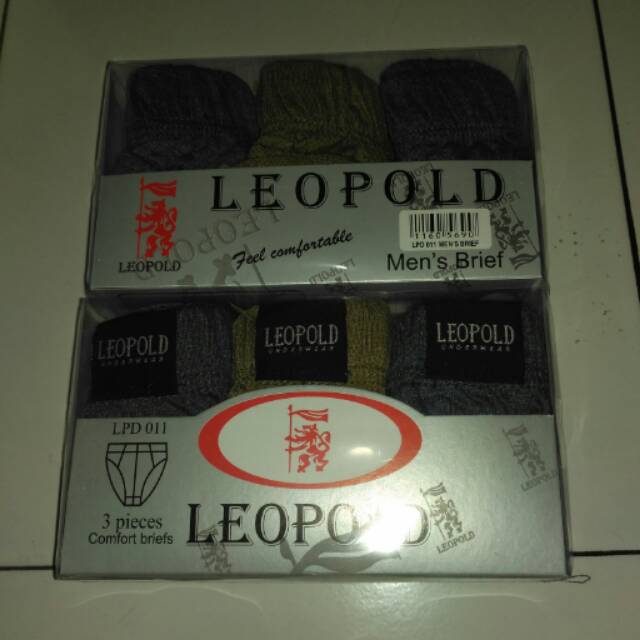 LEOPOLD
LEOPOLD
Feel comfortable
LPD 011 MEN'S BRIEF
Men's Brief
LEOPOLD
LEOPOLD
UNDERWEAR
LEOPOLD
UNDERWEAR
LEOPOLD
UNDERWEAR
LPD 011
3 pieces
Comfort briefs
LEOPOLD
LEOPOLD
LEOPOLD